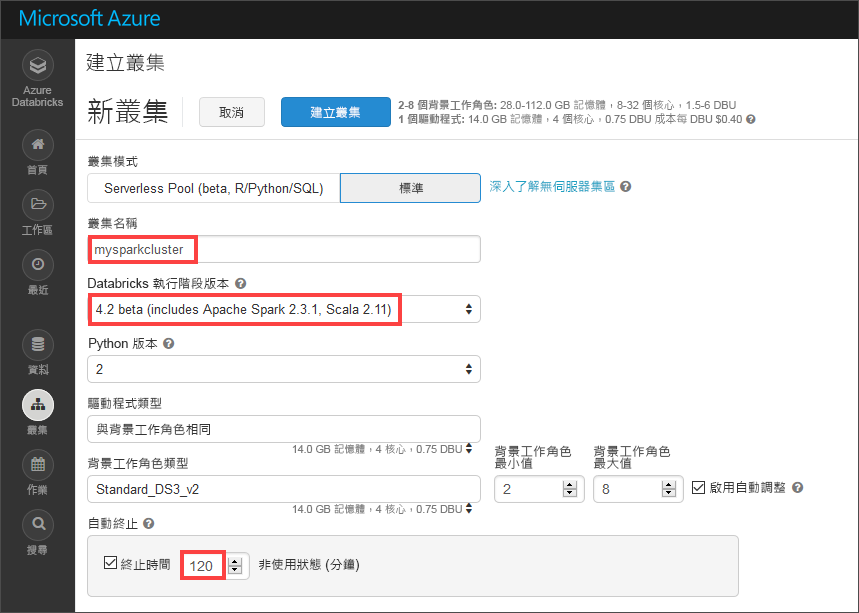 Microsoft Azure
Azure
Databricks
首頁
工作區
最近
資料
叢集
作業
搜尋
建立叢集
新叢集
取消
建立叢集
2-8 個背景工作角色: 28.0-112.0 GB 記憶體，8-32 個核心，1.5-6 DBU
1 個驅動程式: 14.0 GB 記憶體，4 個核心，0.75 DBU 成本每 DBU $0.40
叢集模式
Serverless Pool (beta, R/Python/SQL)
標準
深入了解無伺服器集區
叢集名稱
mysparkcluster
Databricks 執行階段版本
4.2 beta (includes Apache Spark 2.3.1, Scala 2.11)
Python 版本
2
驅動程式類型
與背景工作角色相同
14.0 GB 記憶體，4 核心，0.75 DBU
背景工作角色類型
背景工作角色
最小值
背景工作角色
最大值
Standard_DS3_v2
2
8
啟用自動調整
14.0 GB 記憶體，4 核心，0.75 DBU
自動終止
終止時間
120
非使用狀態 (分鐘)